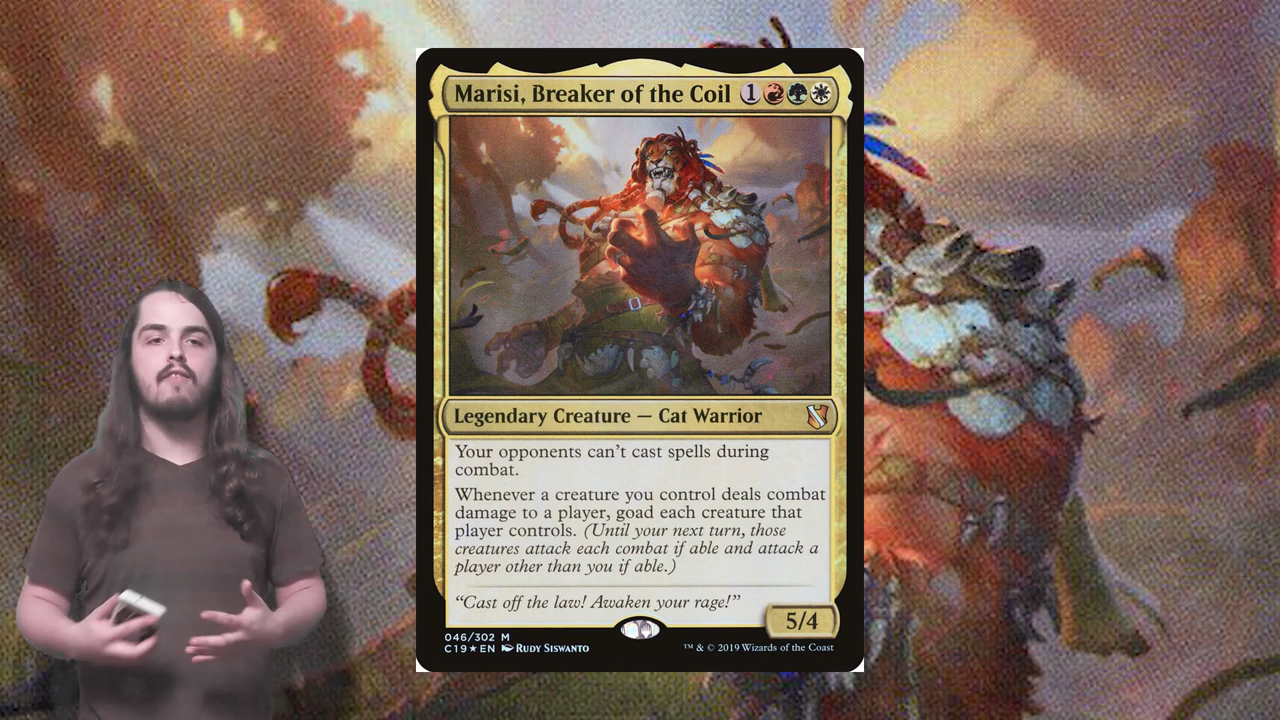 Marisi, Breaker of the Coil 1
Legendary Creature — Cat Warrior
Your opponents can't cast spells during
combat.
Whenever a creature you control deals combat
damage to a player, goad each creature that
player controls. (Until your next turn, those
creatures attack each combat if able and attack a
player other than you if able.)
"Cast off the law! Awaken your rage!"
5/4
046/302 M
C19★EN Rudy Siswanto
™ & © 2019 Wizards of the Coast